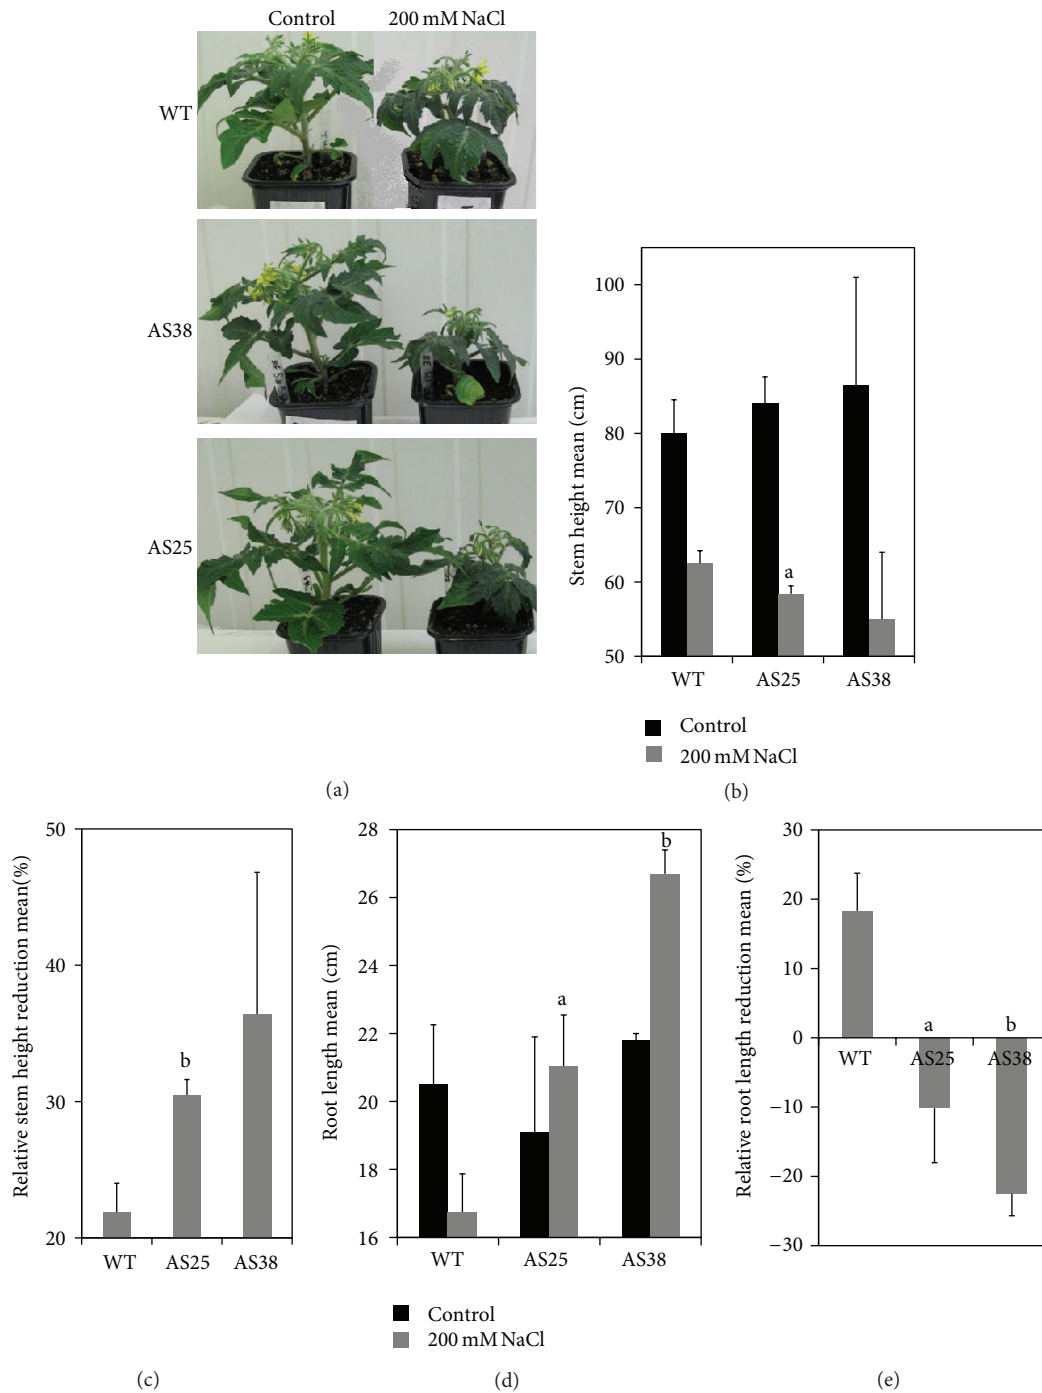 Control 200 mM NaCl
WT
AS38
AS25
(a)
Stem height mean (cm)
100
90
80
70
60
50
a
WT AS25 AS38
Control
200 mM NaCl
(b)
Relative stem height reduction mean(%)
50
40
30
20
b
WT AS25 AS38
(c)
Root length mean (cm)
28
26
24
22
20
18
16
a
b
WT AS25 AS38
Control
200 mM NaCl
(d)
Relative root length reduction mean (%)
30
20
10
0
−10
−20
−30
a
b
WT AS25 AS38
(e)